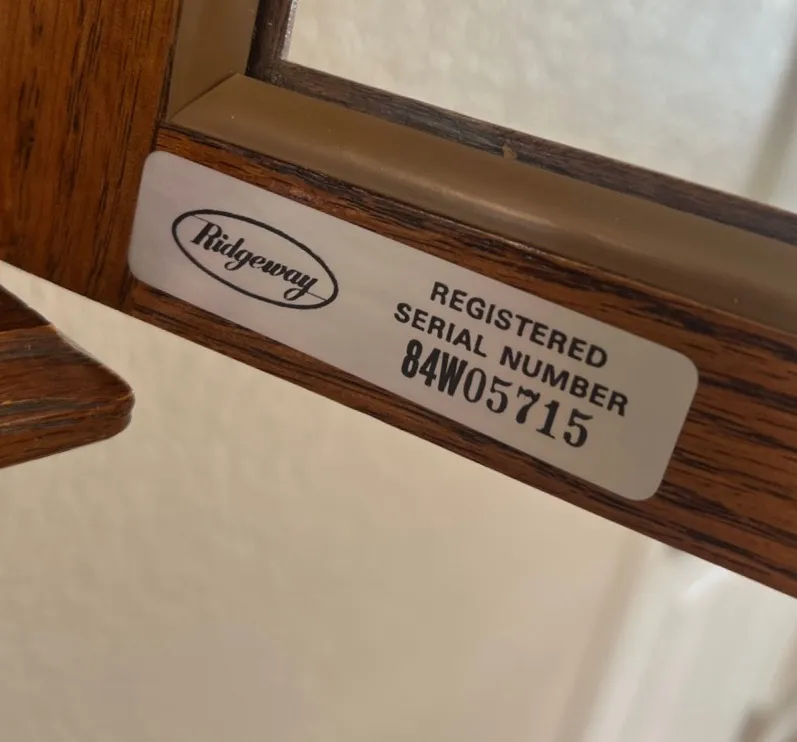 Ridgeway
REGISTERED
SERIAL NUMBER
84W05715